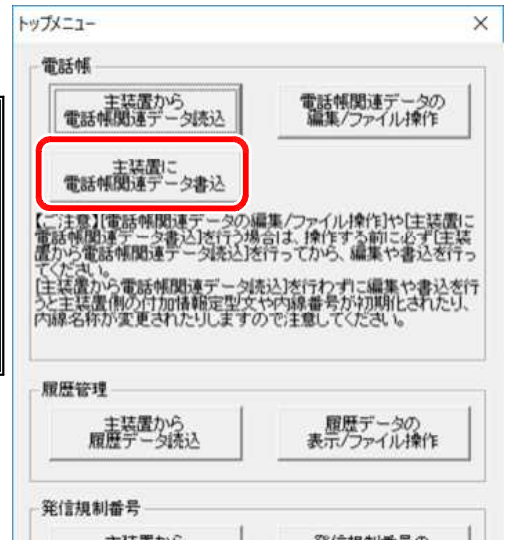 トップメニュー
電話帳
主装置から
電話帳関連データ読込
電話帳関連データの
編集/ファイル操作
主装置に
電話帳関連データ書込
【ご注意】[電話帳関連データの編集/ファイル操作]や[主装置に
電話帳関連データ書込]を行う場合は、操作する前に必ず[主装
置から電話帳関連データ読込]を行ってから、編集や書込を行っ
てください。
[主装置から電話帳関連データ読込]を行わずに編集や書込を行
うと主装置側の付加情報定型文や内線番号が初期化されたり、
内線名称が変更されたりしますので注意してください。
履歴管理
主装置から
履歴データ読込
履歴データの
表示/ファイル操作
発信規制番号
主装置から
発信規制番号の